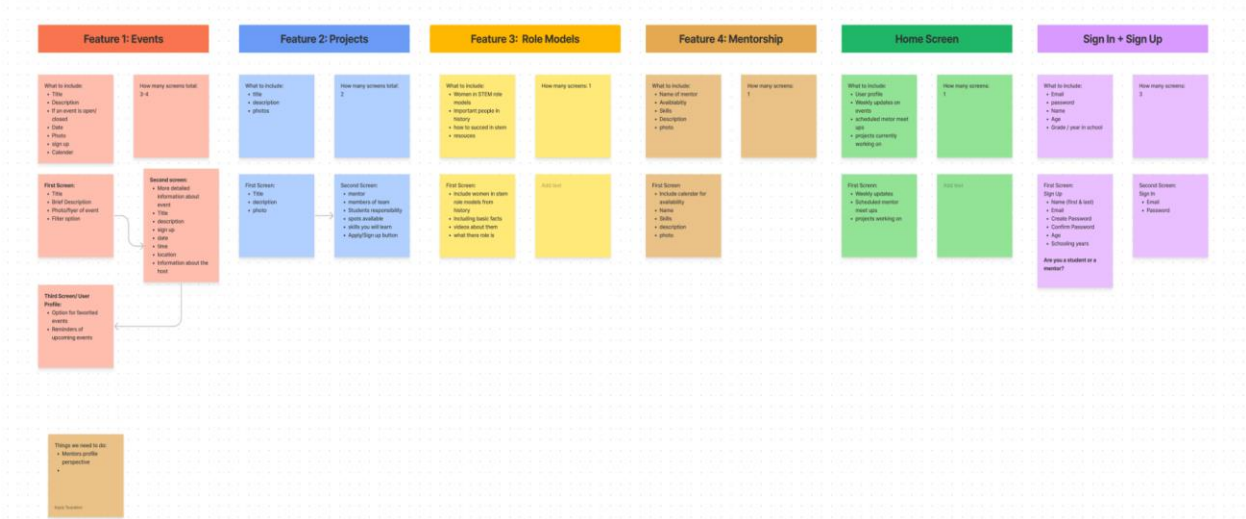 Feature 1: Events
What to include:
• Title
• Description
• If an event is open/
closed
• Date
• Photo
• sign up
• Calender
How many screens total:
3-4
First Screen:
• Title
• Brief Description
• Photo/flyer of event
• Filter option
Second screen:
• More detailed
information about
event
• Title
• description
• sign up
• date
• time
• location
• Information about the
host
Third Screen/ User
Profile:
• Option for favorited
events
• Reminders of
upcoming events
Feature 2: Projects
What to include:
• title
• description
• photos
How many screens total:
2
First Screen:
• Title
• decription
• photo
Second Screen:
• mentor
• members of team
• Students responsibility
• spots available
• skills you will learn
• Apply/Sign up button
Feature 3: Role Models
What to include:
• Women in STEM role
models
• Important people in
history
• how to succed in stem
• resouces
How many screens: 1
First Screen:
• Include women in stem
role models from
history
• Including basic facts
• videos about them
• what there role is
Add text
Feature 4: Mentorship
What to include:
• Name of mentor
• Availability
• Skills
• Description
• photo
How many screens:
1
First Screen
• Include calendar for
availability
• Name
• Skills
• description
• photo
Home Screen
What to include:
• User profile
• Weekly updates on
events
• scheduled metor meet
ups
• projects currently
working on
How many screens:
1
First Screen
• Weekly updates
• Scheduled mentor
meet ups
• projects working on
Add text
Sign In + Sign Up
What to include:
• Email
• password
• Name
• Age
• Grade / year in school
How many screens:
3
First Screen:
Sign Up
• Name (first & last)
• Email
• Create Password
• Confirm Password
• Age
• Schooling years
Are you a student or a
mentor?
Second Screen:
Sign In
• Email
• Password
Things we need to do:
• Mentors profile
perspective
•